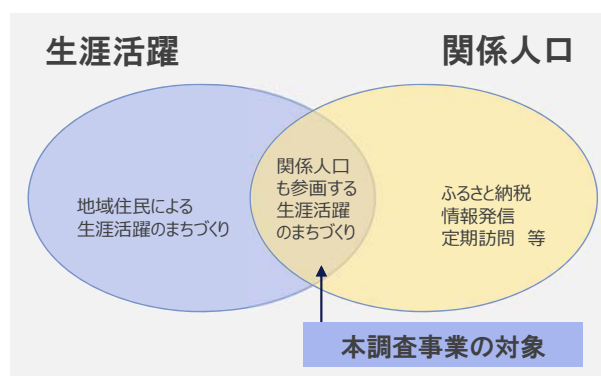 生涯活躍
関係人口
地域住民による
生涯活躍のまちづくり
関係人口
も参画する
生涯活躍
のまちづくり
ふるさと納税
情報発信
定期訪問 等
本調査事業の対象